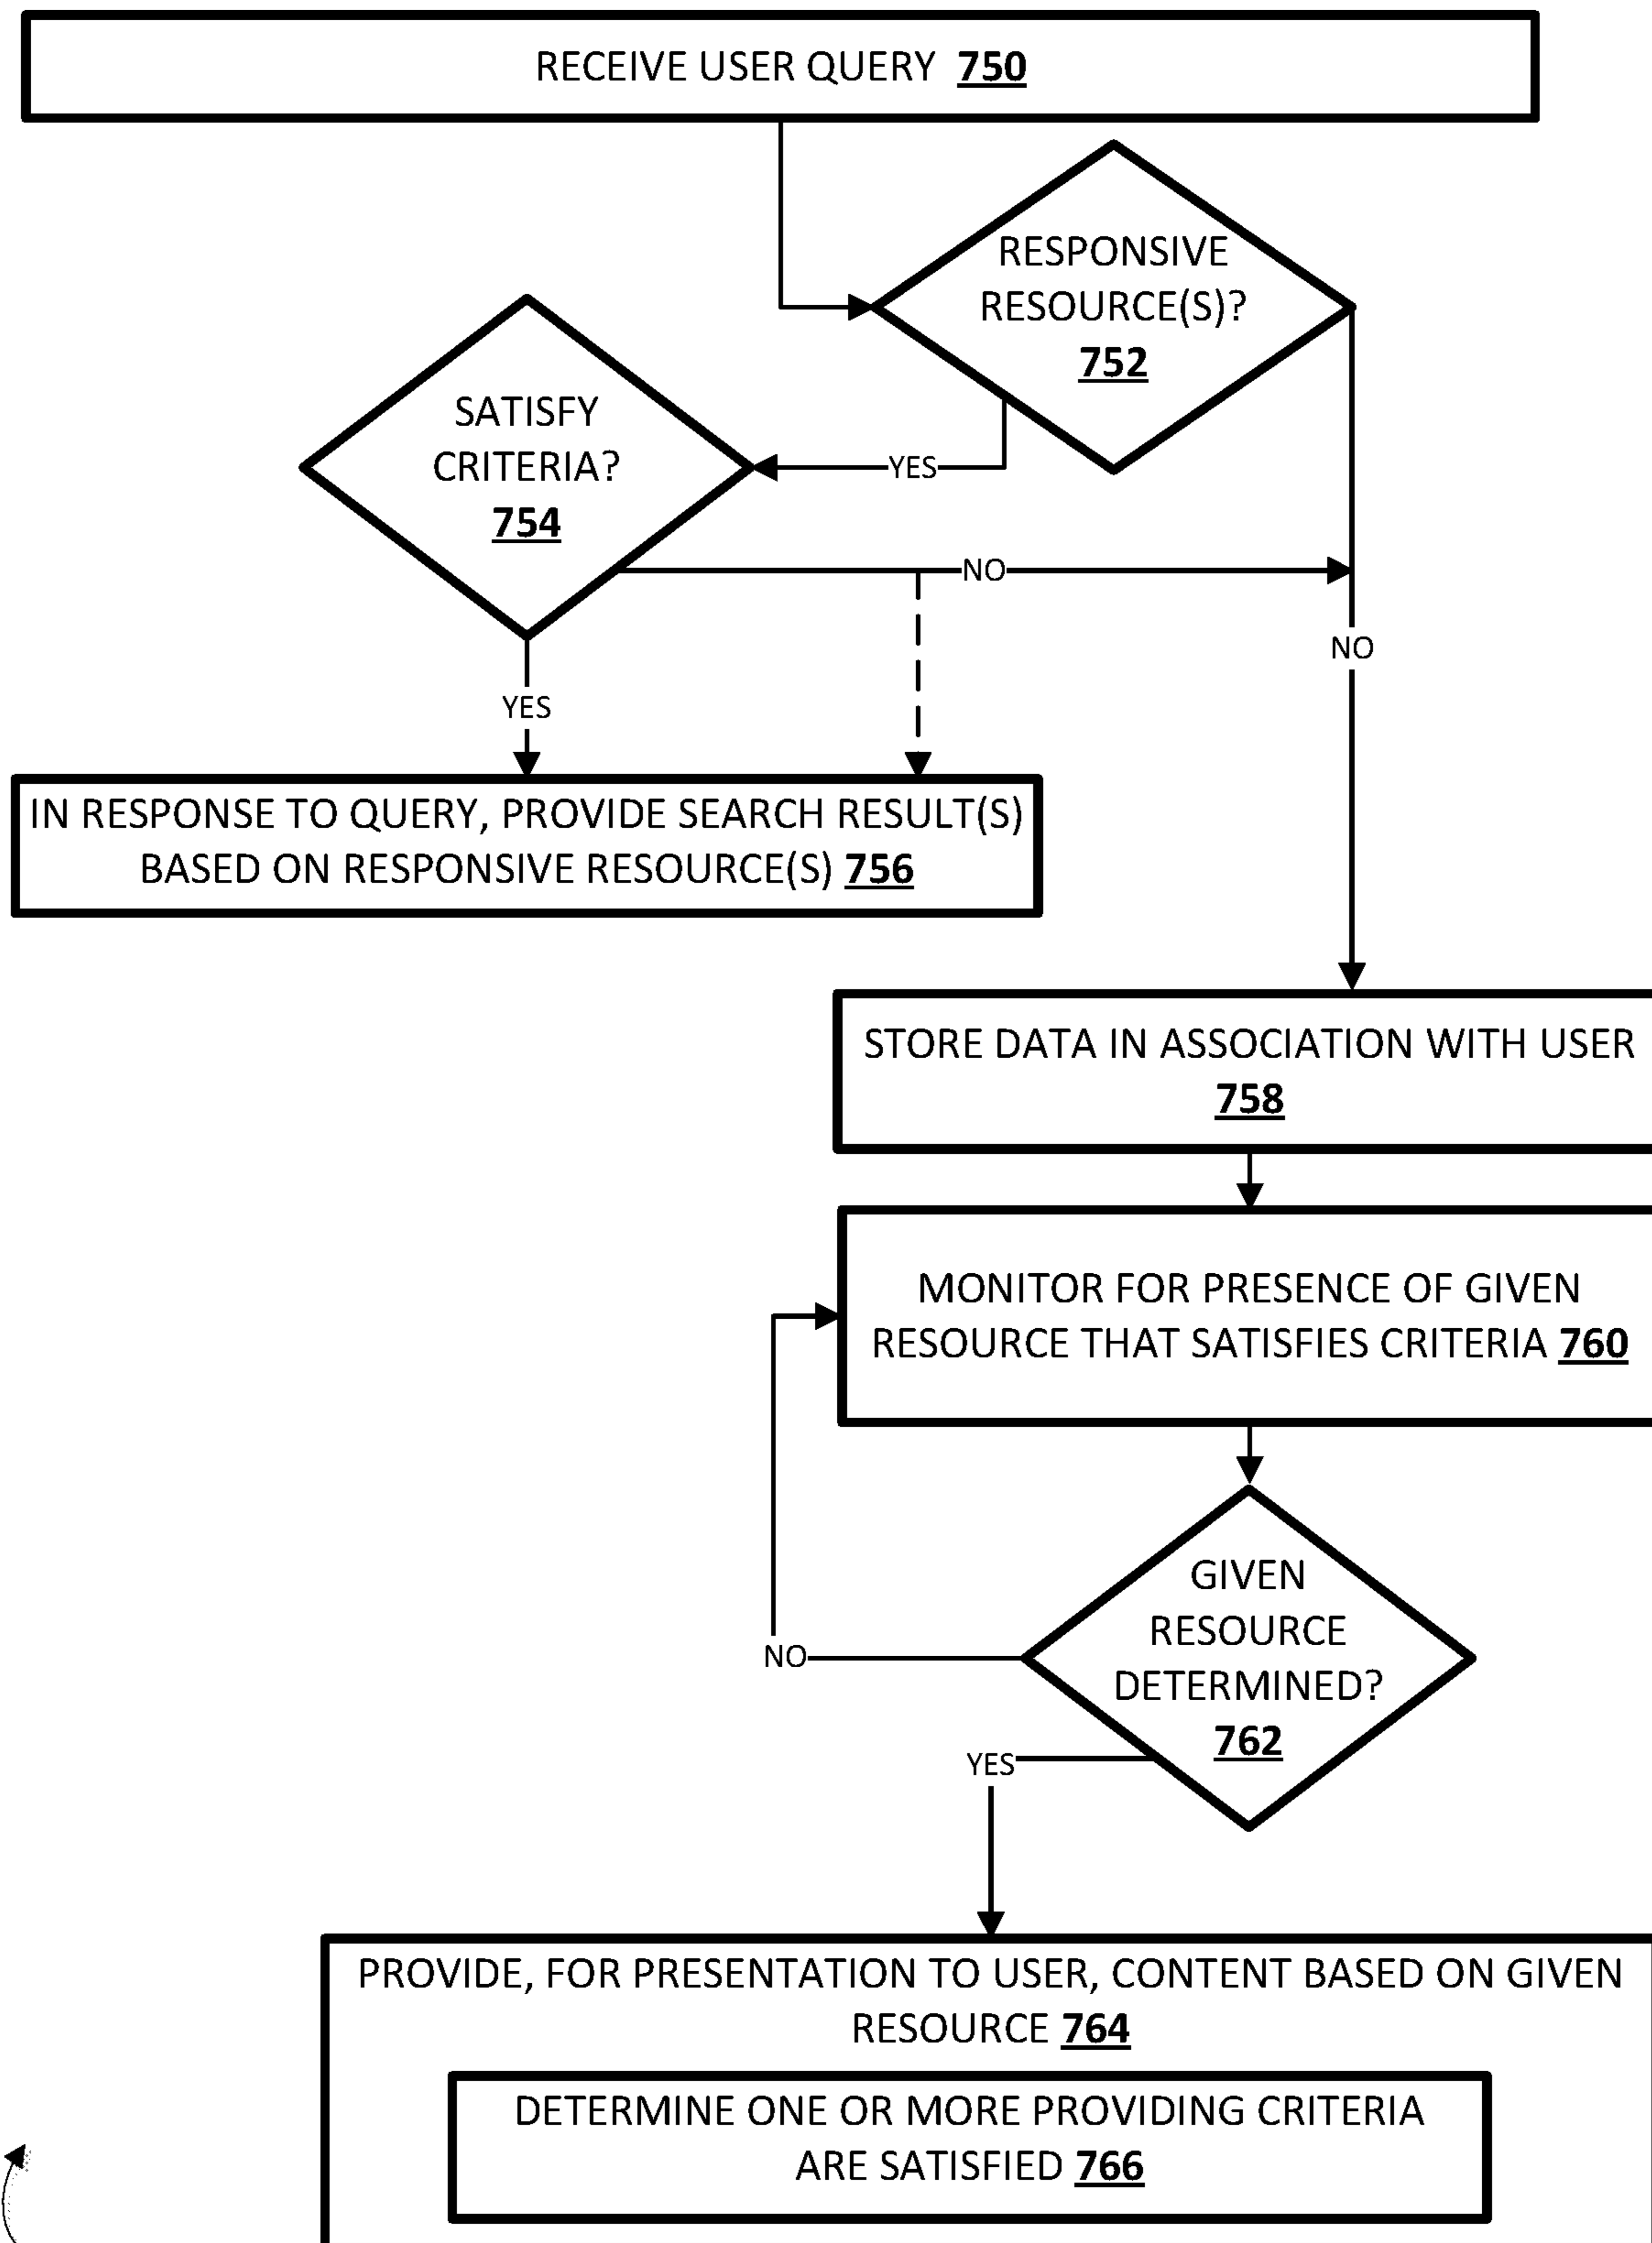 RECEIVE USER QUERY 750
RESPONSIVE
RESOURCE(S)?
752
SATISFY
CRITERIA?
754
YES
NO
NO
YES
IN RESPONSE TO QUERY, PROVIDE SEARCH RESULT(S)
BASED ON RESPONSIVE RESOURCE(S) 756
STORE DATA IN ASSOCIATION WITH USER
758
MONITOR FOR PRESENCE OF GIVEN
RESOURCE THAT SATISFIES CRITERIA 760
GIVEN
RESOURCE
DETERMINED?
762
NO
YES
PROVIDE, FOR PRESENTATION TO USER, CONTENT BASED ON GIVEN
RESOURCE 764
DETERMINE ONE OR MORE PROVIDING CRITERIA
ARE SATISFIED 766